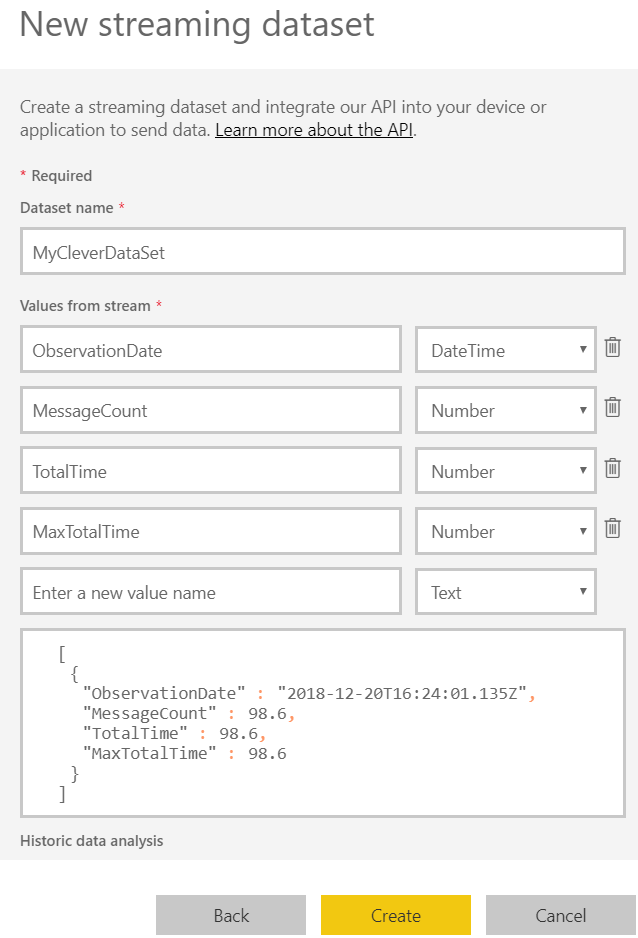 New streaming dataset
Create a streaming dataset and integrate our API into your device or
application to send data. Learn more about the API.
* Required
Dataset name *
MyCleverDataSet
Values from stream *
ObservationDate DateTime
MessageCount Number
TotalTime Number
MaxTotalTime Number
Enter a new value name Text
[
{
"ObservationDate" : "2018-12-20T16:24:01.135Z",
"MessageCount" : 98.6,
"TotalTime" : 98.6,
"MaxTotalTime" : 98.6
}
]
Historic data analysis
Back Create Cancel